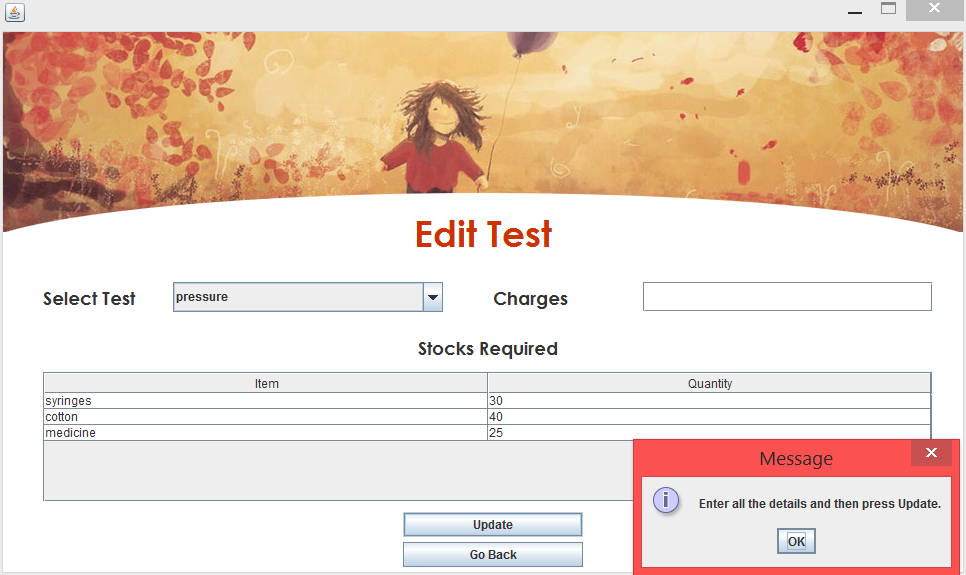 Edit Test
Select Test pressure Charges
Stocks Required
Item Quantity
syringes 30
cotton 40
medicine 25
Message
Enter all the details and then press Update.
OK
Update
Go Back